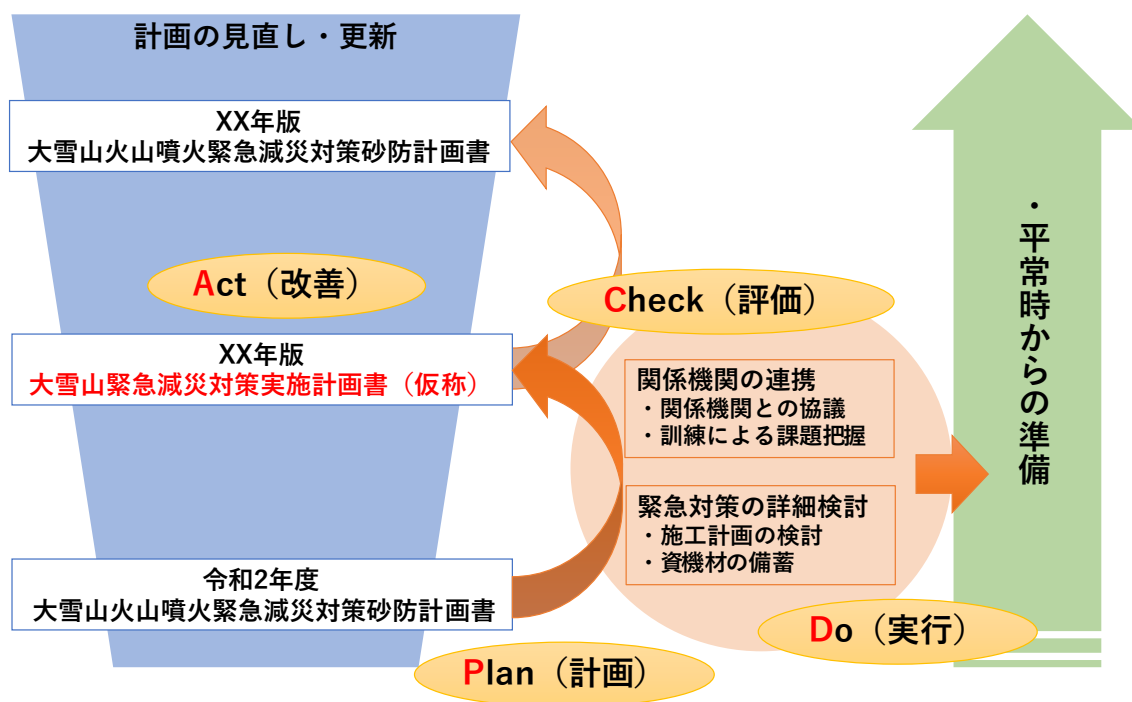 計画の見直し・更新
XX年版
大雪山火山噴火緊急減災対策砂防計画書
Act（改善）
Check（評価）
XX年版
大雪山緊急減災対策実施計画書（仮称）
関係機関の連携
・関係機関との協議
・訓練による課題把握
緊急対策の詳細検討
・施工計画の検討
・資機材の備蓄
令和2年度
大雪山火山噴火緊急減災対策砂防計画書
Do（実行）
Plan（計画）
・平常時からの準備